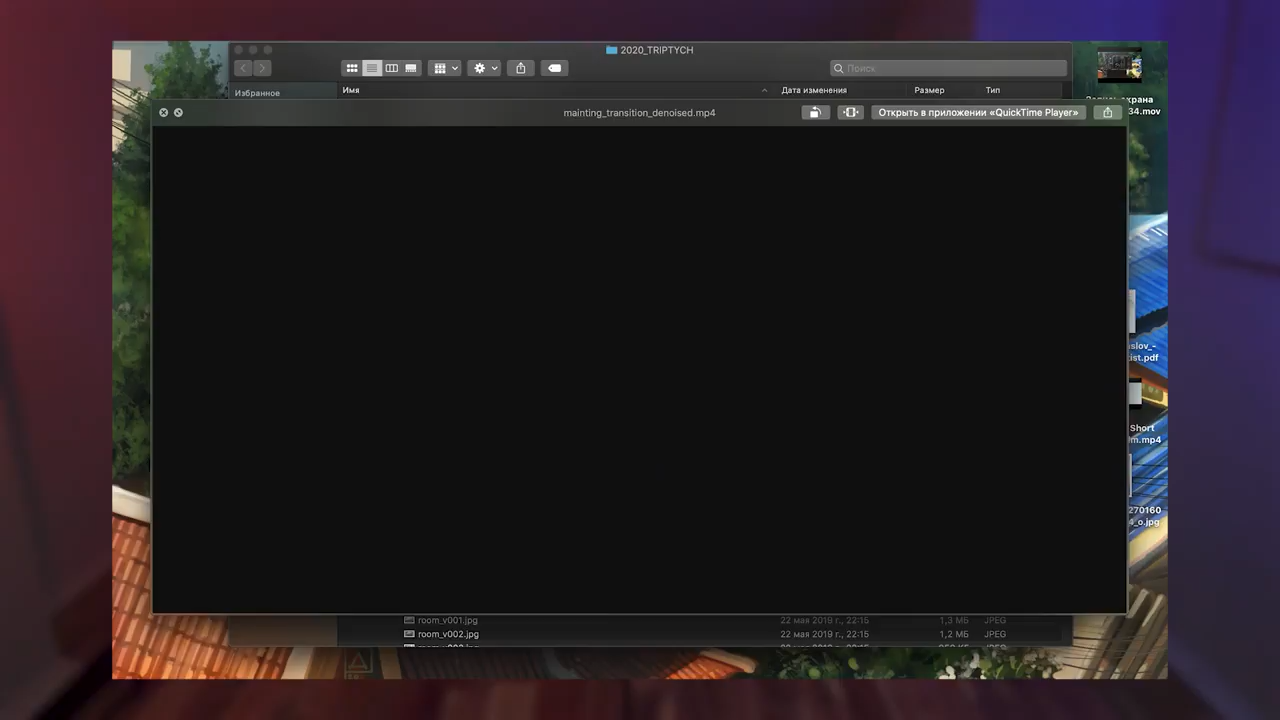 2020_TRIPTYCH
Поиск
Избранное
Имя
Дата изменения
Размер
Тип
34.mov
mainting_transition_denoised.mp4
Открыть в приложении «QuickTime Player»
ist.pdf
Short
m.mp4
270160
4_o.jpg
room_v001.jpg 22 мая 2019 г., 22:15 1,3 МБ JPEG
room_v002.jpg 22 мая 2019 г., 22:15 1,2 МБ JPEG